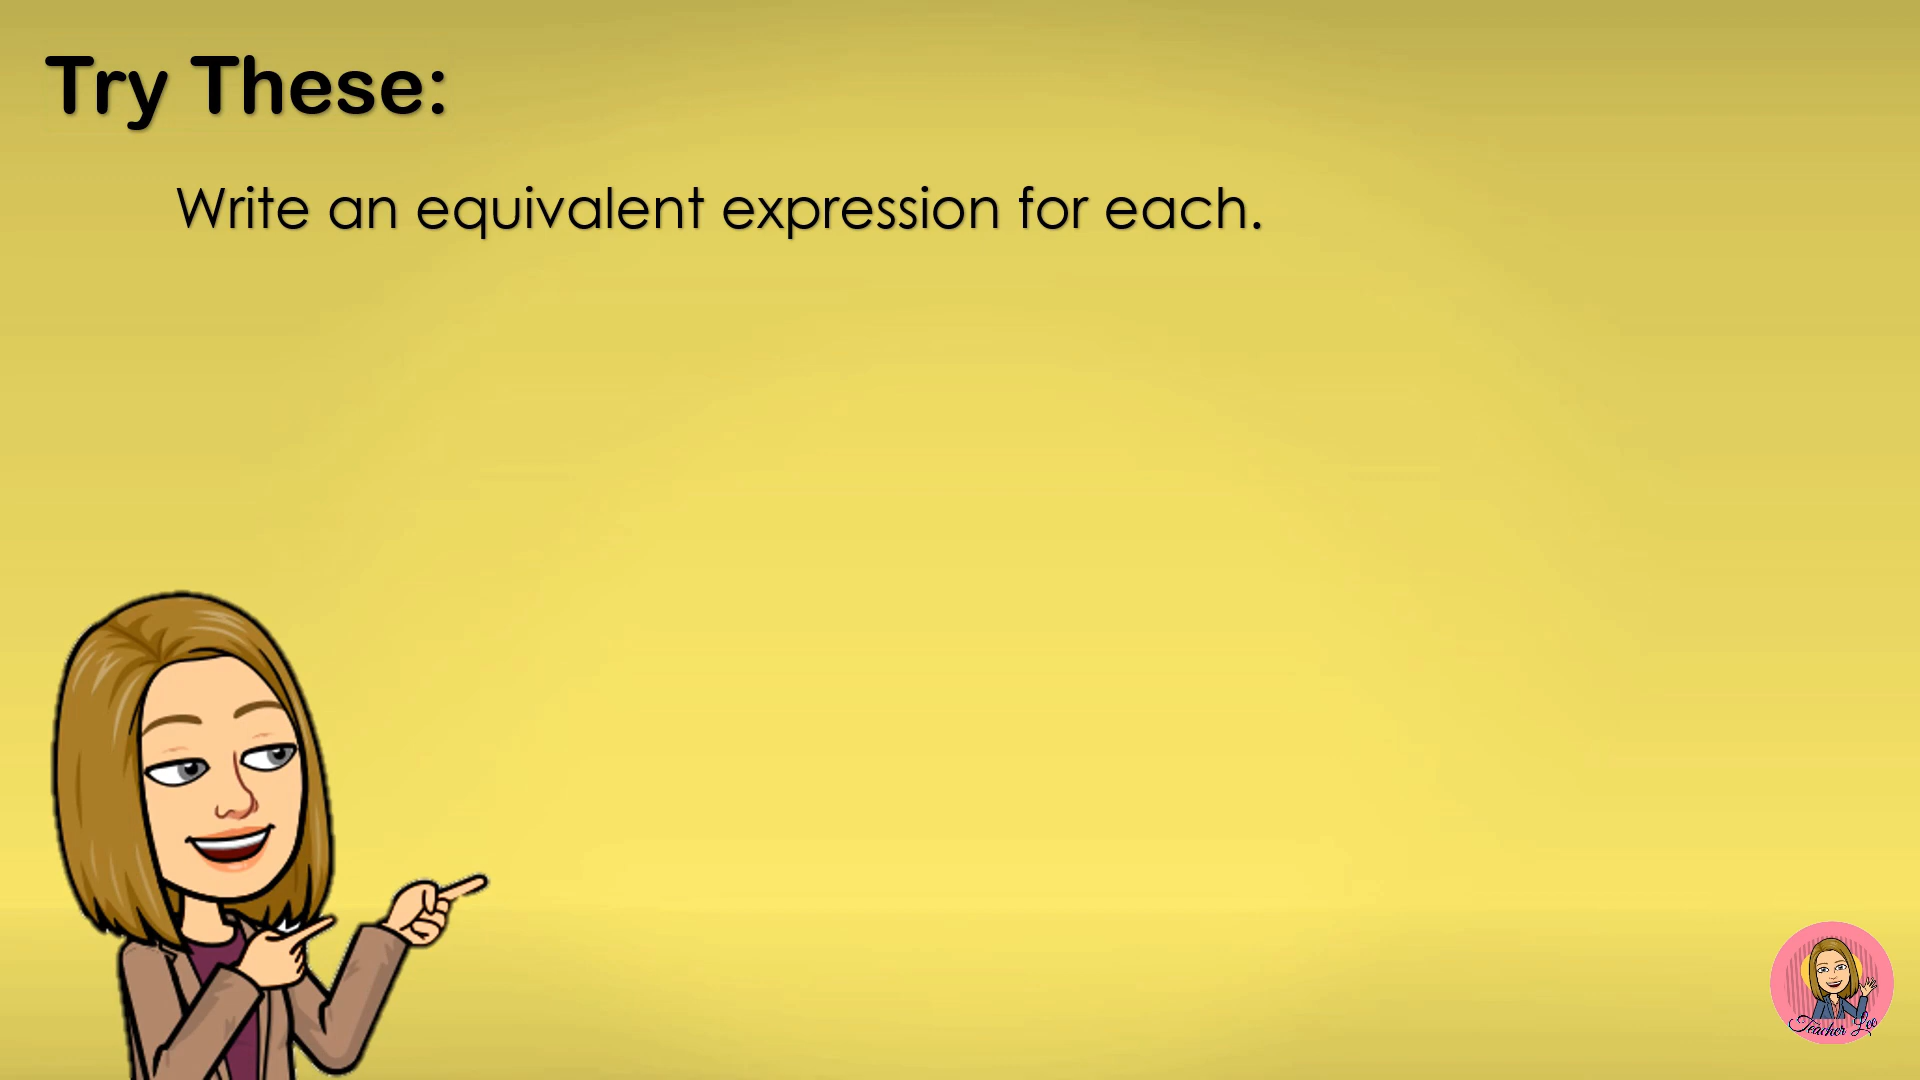 Try These:
Write an equivalent expression for each.
Teacher Leo